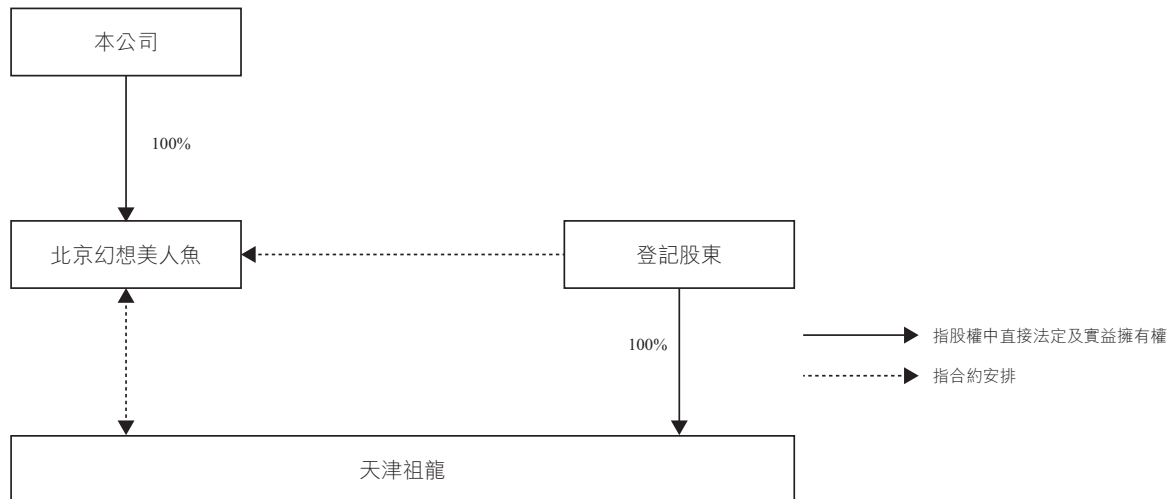 本公司
100%
北京幻想美人魚
登記股東
100%
指股權中直接法定及實益擁有權
指合約安排
天津祖龍